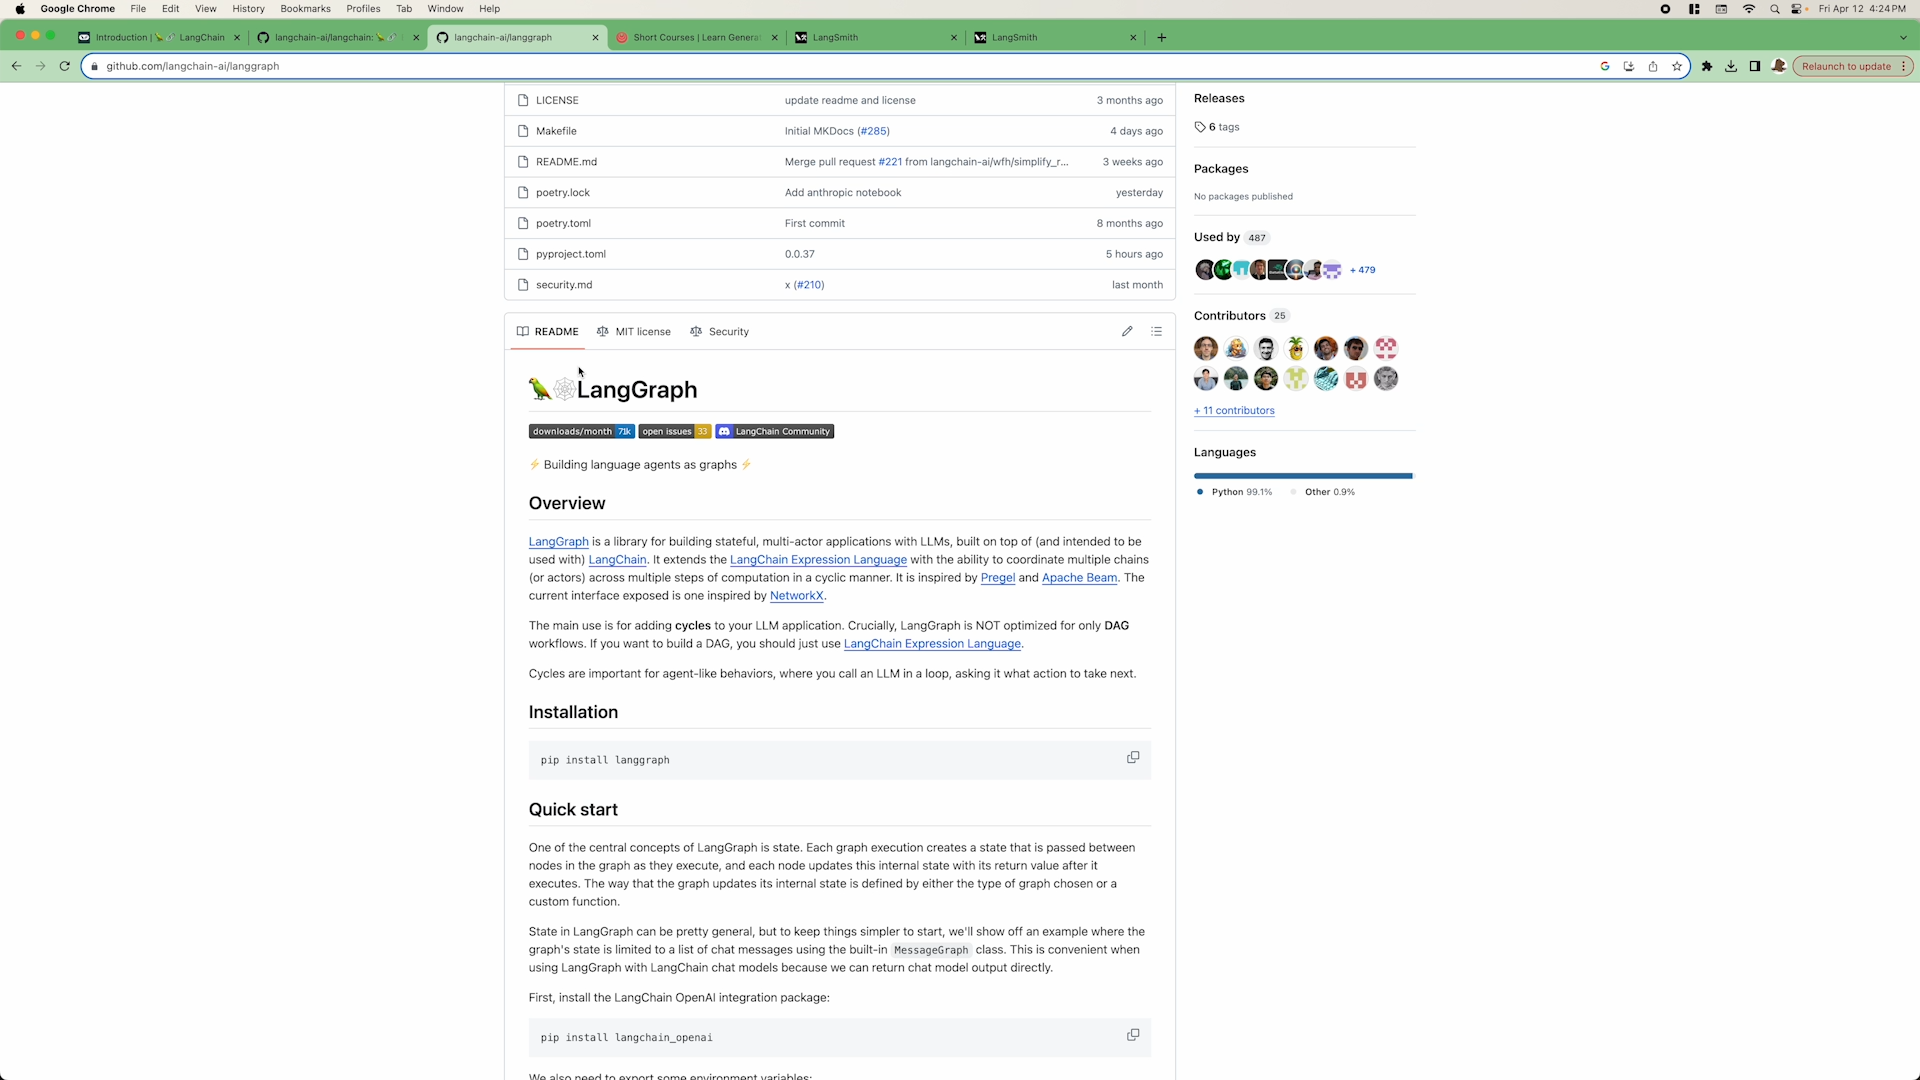 Google Chrome File Edit View History Bookmarks Profiles Tab Window Help Fri Apr 12 4:24 PM
Introduction | LangChain langchain-ai/langchain: langchain-ai/langgraph Short Courses | Learn Genera LangSmith LangSmith
github.com/langchain-ai/langgraph Relaunch to update
LICENSE update readme and license 3 months ago
Makefile Initial MKDocs (#285) 4 days ago
README.md Merge pull request #221 from langchain-ai/wfh/simplify_r... 3 weeks ago
poetry.lock Add anthropic notebook yesterday
poetry.toml First commit 8 months ago
pyproject.toml 0.0.37 5 hours ago
security.md x (#210) last month
README MIT license Security
🦜🕸️LangGraph
downloads/month 71k open issues 33 LangChain Community
⚡ Building language agents as graphs ⚡
Overview
LangGraph is a library for building stateful, multi-actor applications with LLMs, built on top of (and intended to be
used with) LangChain. It extends the LangChain Expression Language with the ability to coordinate multiple chains
(or actors) across multiple steps of computation in a cyclic manner. It is inspired by Pregel and Apache Beam. The
current interface exposed is one inspired by NetworkX.
The main use is for adding cycles to your LLM application. Crucially, LangGraph is NOT optimized for only DAG
workflows. If you want to build a DAG, you should just use LangChain Expression Language.
Cycles are important for agent-like behaviors, where you call an LLM in a loop, asking it what action to take next.
Installation
pip install langgraph
Quick start
One of the central concepts of LangGraph is state. Each graph execution creates a state that is passed between
nodes in the graph as they execute, and each node updates this internal state with its return value after it
executes. The way that the graph updates its internal state is defined by either the type of graph chosen or a
custom function.
State in LangGraph can be pretty general, but to keep things simpler to start, we'll show off an example where the
graph's state is limited to a list of chat messages using the built-in MessageGraph class. This is convenient when
using LangGraph with LangChain chat models because we can return chat model output directly.
First, install the LangChain OpenAI integration package:
pip install langchain_openai
We also need to export some environment variables:
Releases
6 tags
Packages
No packages published
Used by 487
+ 479
Contributors 25
+ 11 contributors
Languages
Python 99.1% Other 0.9%